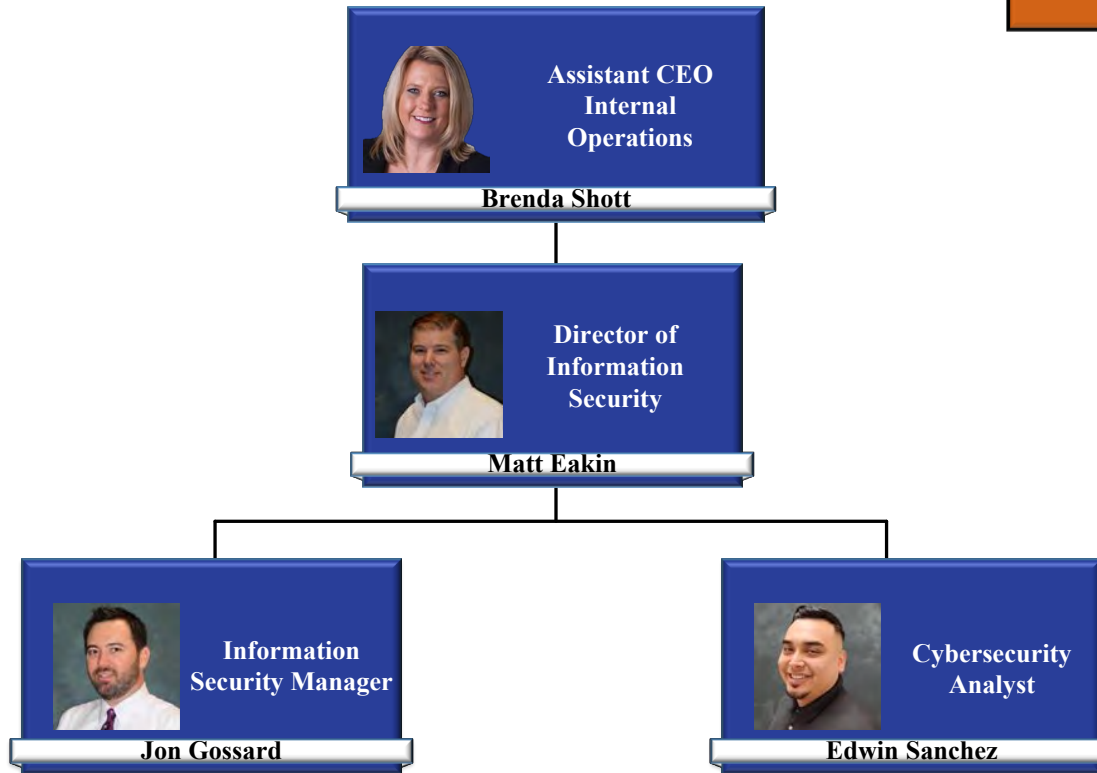 Assistant CEO
Internal
Operations
Brenda Shott
Director of
Information
Security
Matt Eakin
Information
Security Manager
Jon Gossard
Cybersecurity
Analyst
Edwin Sanchez